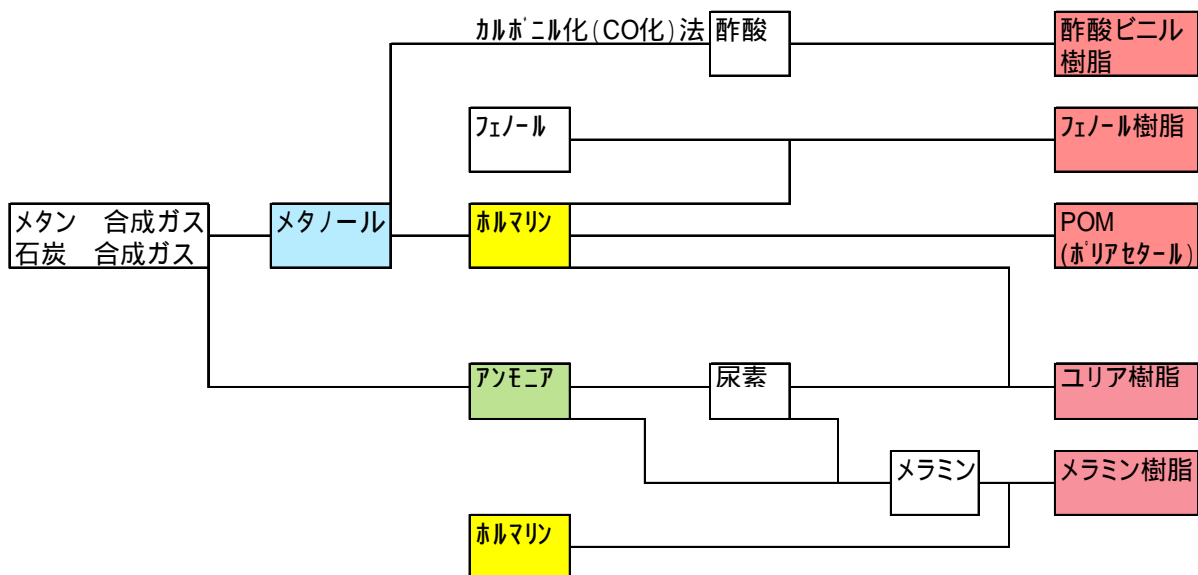 カルボニル化(CO化)法
酢酸
酢酸ビニル
樹脂
フェノール
フェノール樹脂
メタン　合成ガス
石炭　合成ガス
メタノール
ホルマリン
POM
(ポリアセタール)
アンモニア
尿素
ユリア樹脂
メラミン
メラミン樹脂
ホルマリン